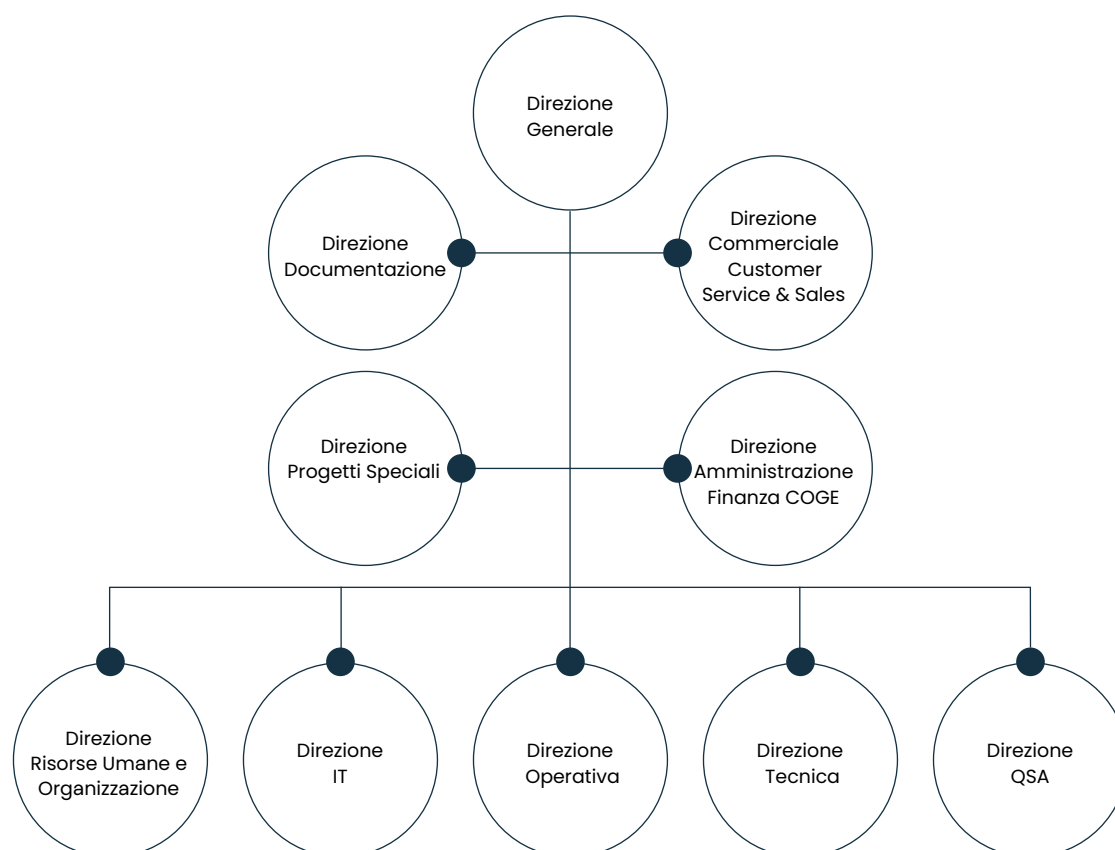 Direzione
Generale
Direzione
Documentazione
Direzione
Commerciale
Customer
Service & Sales
Direzione
Progetti Speciali
Direzione
Amministrazione
Finanza COGE
Direzione
Risorse Umane e
Organizzazione
Direzione
IT
Direzione
Operativa
Direzione
Tecnica
Direzione
QSA